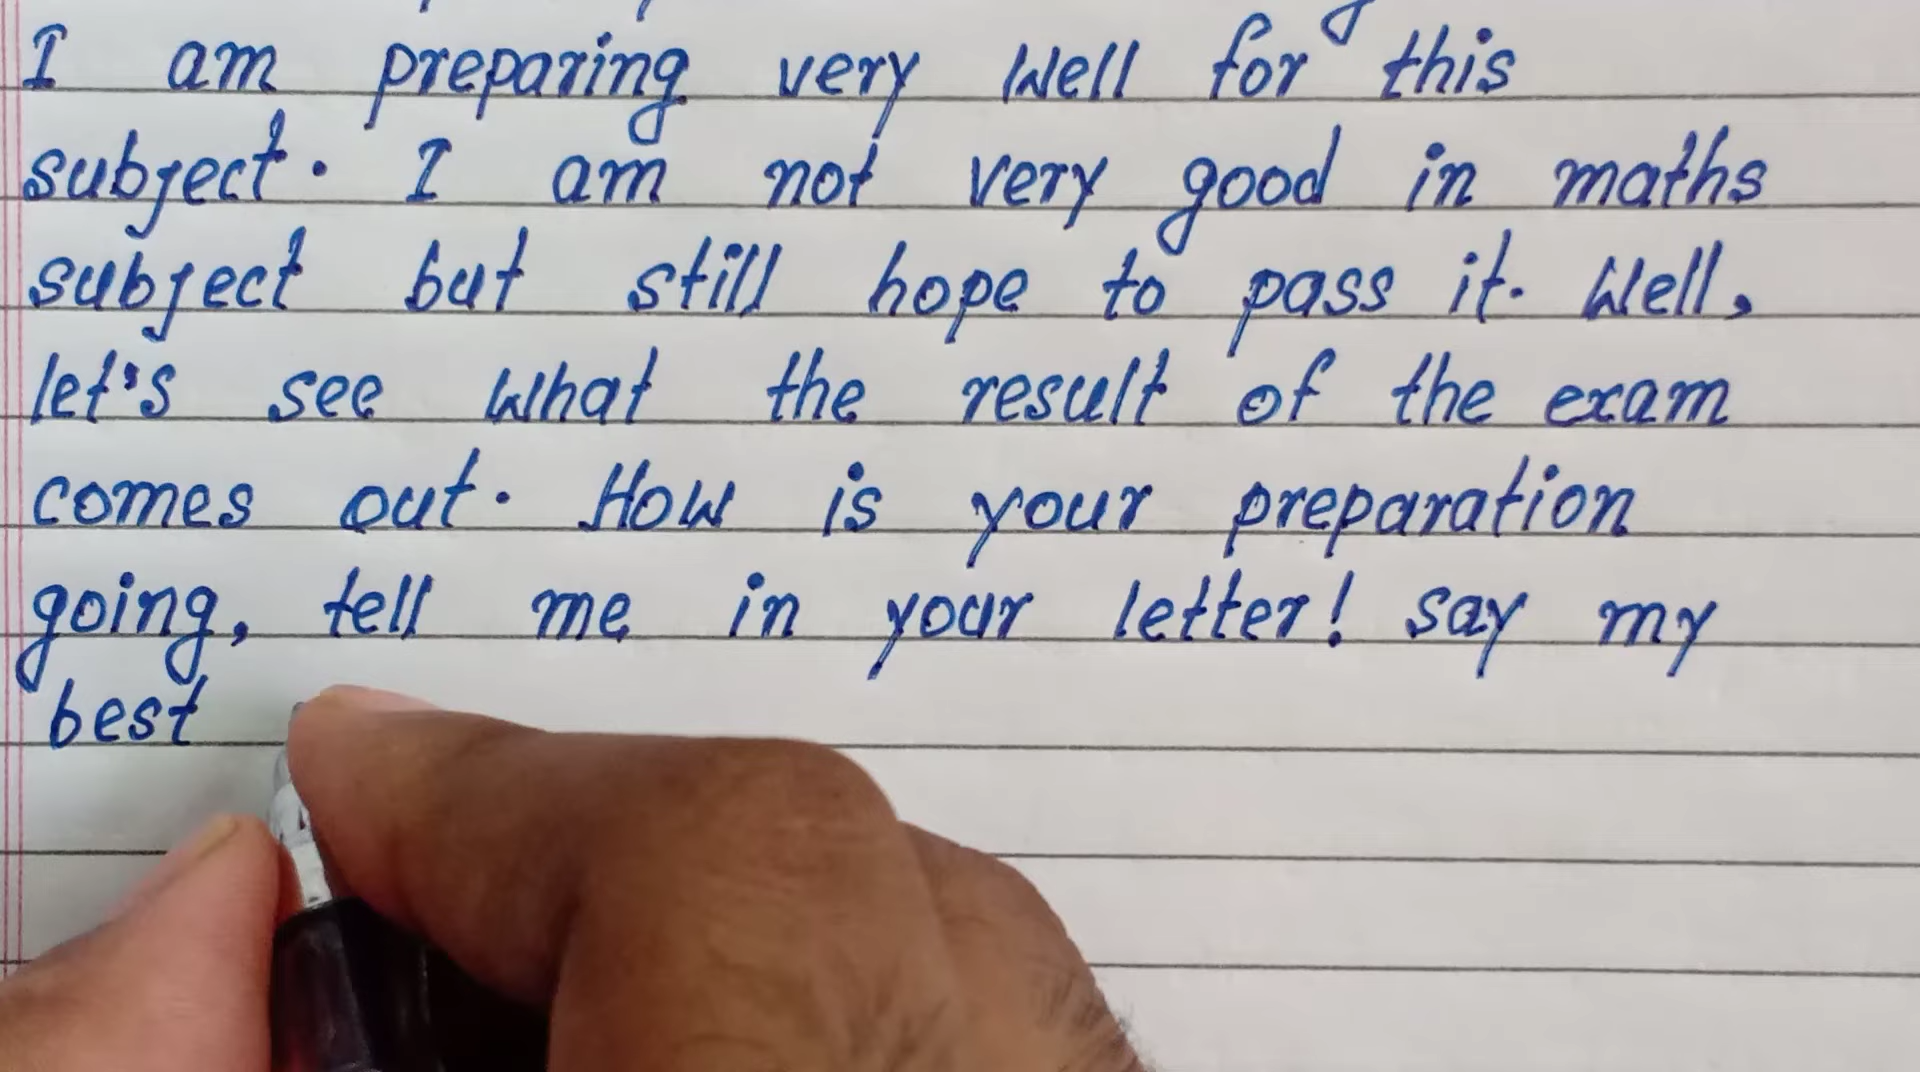 I am preparing very well for this
subject. I am not very good in maths
subject but still hope to pass it. Well,
let's see what the result of the exam
comes out. How is your preparation
going, tell me in your letter! say my
best